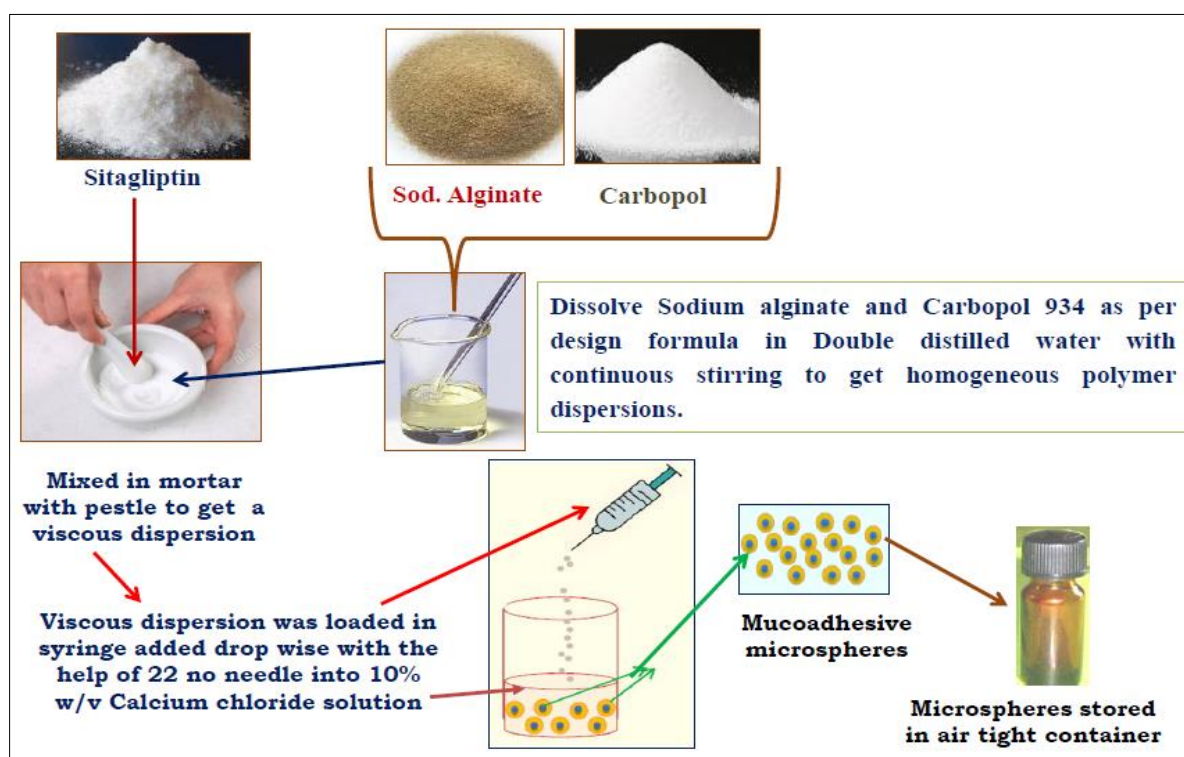 Sitagliptin
Sod. Alginate
Carbopol
Dissolve Sodium alginate and Carbopol 934 as per
design formula in Double distilled water with
continuous stirring to get homogeneous polymer
dispersions.
Mixed in mortar
with pestle to get a
viscous dispersion
Viscous dispersion was loaded in
syringe added drop wise with the
help of 22 no needle into 10%
w/v Calcium chloride solution
Mucoadhesive
microspheres
Microspheres stored
in air tight container